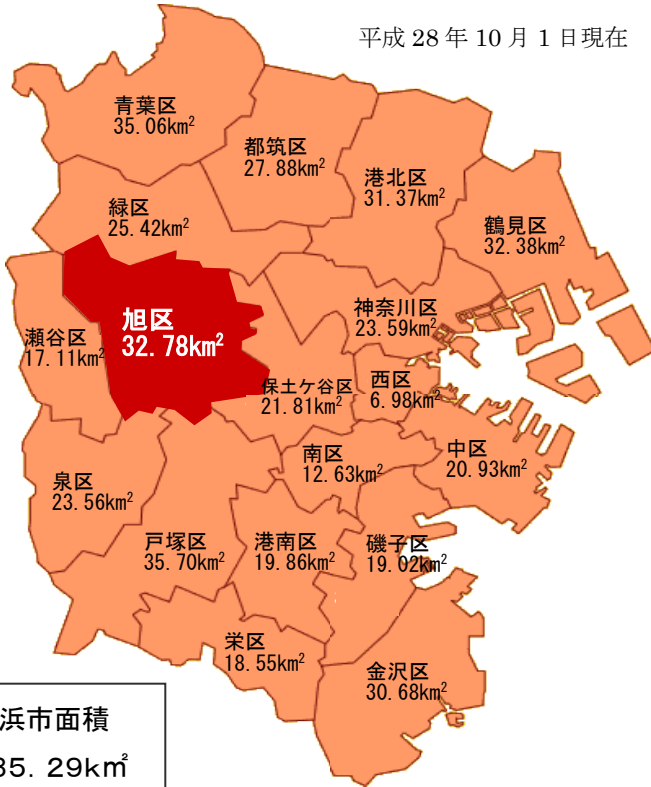 平成 28 年 10 月 1 日現在
青葉区
35.06km²
都筑区
27.88km²
港北区
31.37km²
鶴見区
32.38km²
緑区
25.42km²
旭区
32.78km²
神奈川区
23.59km²
瀬谷区
17.11km²
保土ケ谷区
21.81km²
西区
6.98km²
南区
12.63km²
中区
20.93km²
泉区
23.56km²
戸塚区
35.70km²
港南区
19.86km²
磯子区
19.02km²
栄区
18.55km²
金沢区
30.68km²
浜市面積
35.29k㎡